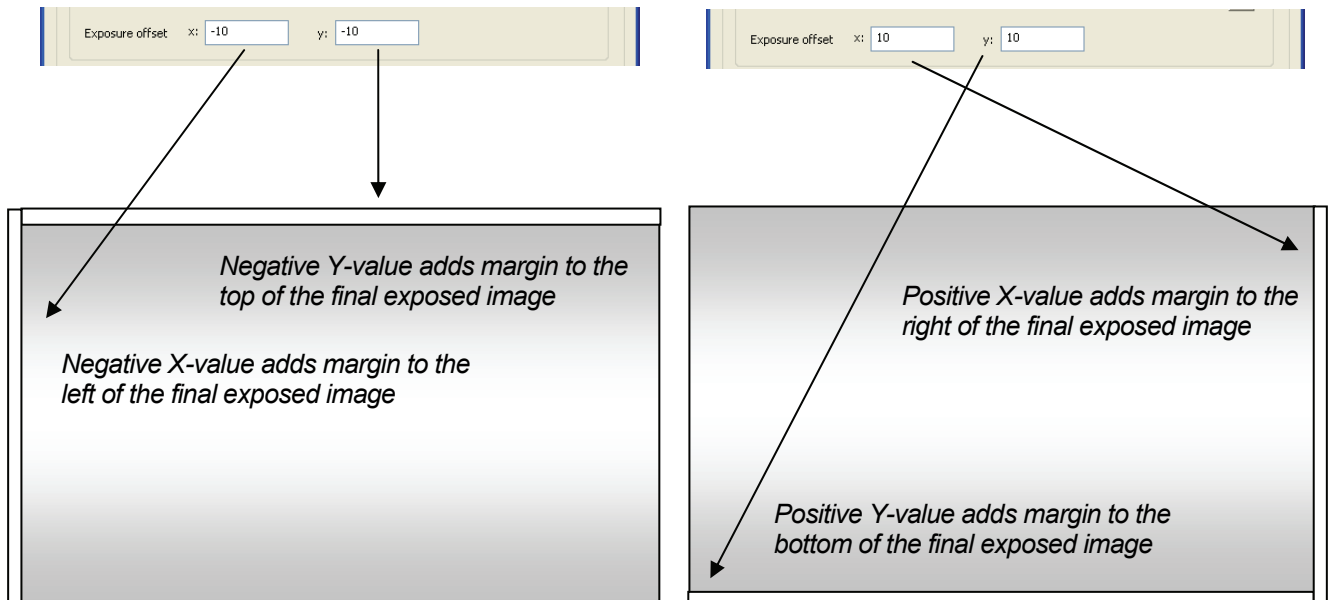 Exposure offset x: -10 y: -10
Exposure offset x: 10 y: 10
Negative Y-value adds margin to the
top of the final exposed image
Negative X-value adds margin to the
left of the final exposed image
Positive X-value adds margin to the
right of the final exposed image
Positive Y-value adds margin to the
bottom of the final exposed image